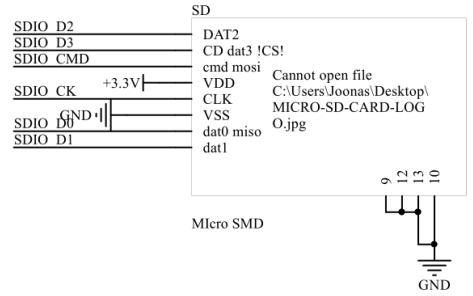 SD
SDIO D2
DAT2
SDIO D3
CD dat3 !CS!
SDIO CMD
cmd mosi
+3.3V
VDD
SDIO CK
CLK
GND
VSS
SDIO D0
dat0 miso
SDIO D1
dat1
Cannot open file
C:\Users\Joonas\Desktop\
MICRO-SD-CARD-LOG
O.jpg
9
12
13
10
MIcro SMD
GND